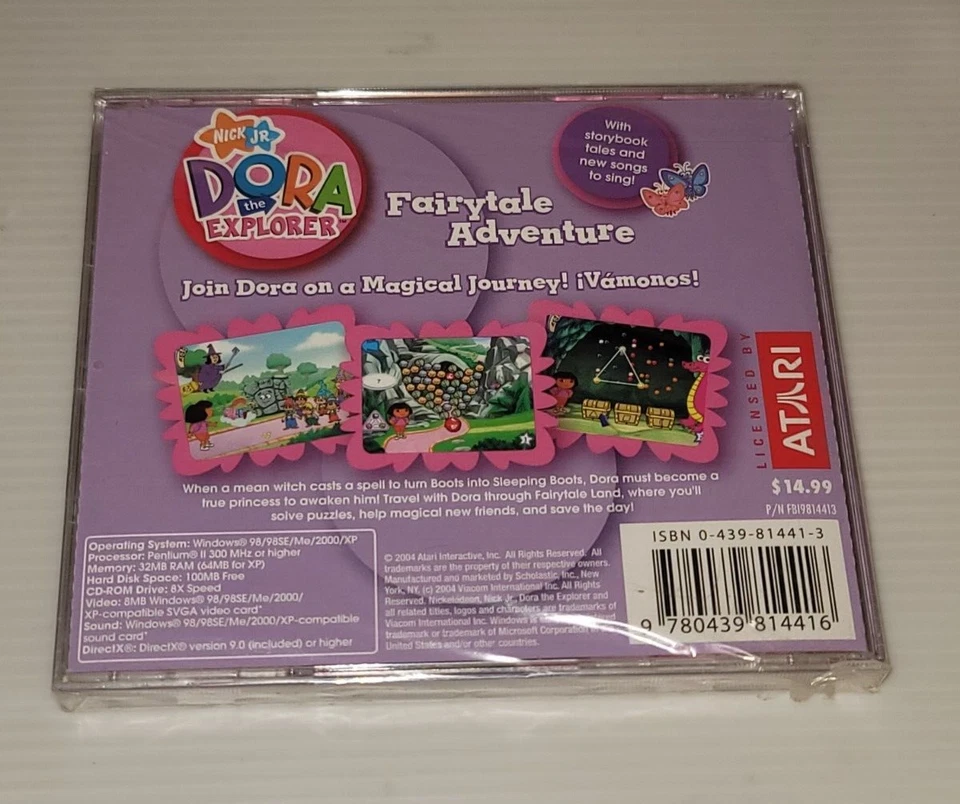 NICK JR
DORA
the
EXPLORER™
Fairytale
Adventure
With
storybook
tales and
new songs
to sing!
Join Dora on a Magical Journey! ¡Vámonos!
LICENSED BY
ATARI
When a mean witch casts a spell to turn Boots into Sleeping Boots, Dora must become a
true princess to awaken him! Travel with Dora through Fairytale Land, where you'll
solve puzzles, help magical new friends, and save the day!
$14.99
P/N FBI9814413
Operating System: Windows® 98/98SE/Me/2000/XP
Processor: Pentium® II 300 MHz or higher
Memory: 32MB RAM (64MB for XP)
Hard Disk Space: 100MB Free
CD-ROM Drive: 8X Speed
Video: 8MB Windows® 98/98SE/Me/2000/
XP-compatible SVGA video card*
Sound: Windows® 98/98SE/Me/2000/XP-compatible
sound card*
DirectX®: DirectX® version 9.0 (included) or higher
© 2004 Atari Interactive, Inc. All Rights Reserved. All
trademarks are the property of their respective owners.
Manufactured and marketed by Scholastic Inc., New
York, NY. (c) 2004 Viacom International Inc. All Rights
Reserved. Nickelodeon, Nick Jr., Dora the Explorer and
all related titles, logos and characters are trademarks of
Viacom International Inc. Windows is
trademark or trademark of Microsoft Corporation in
United States and/or other countries.
ISBN 0-439-81441-3
9 780439 814416